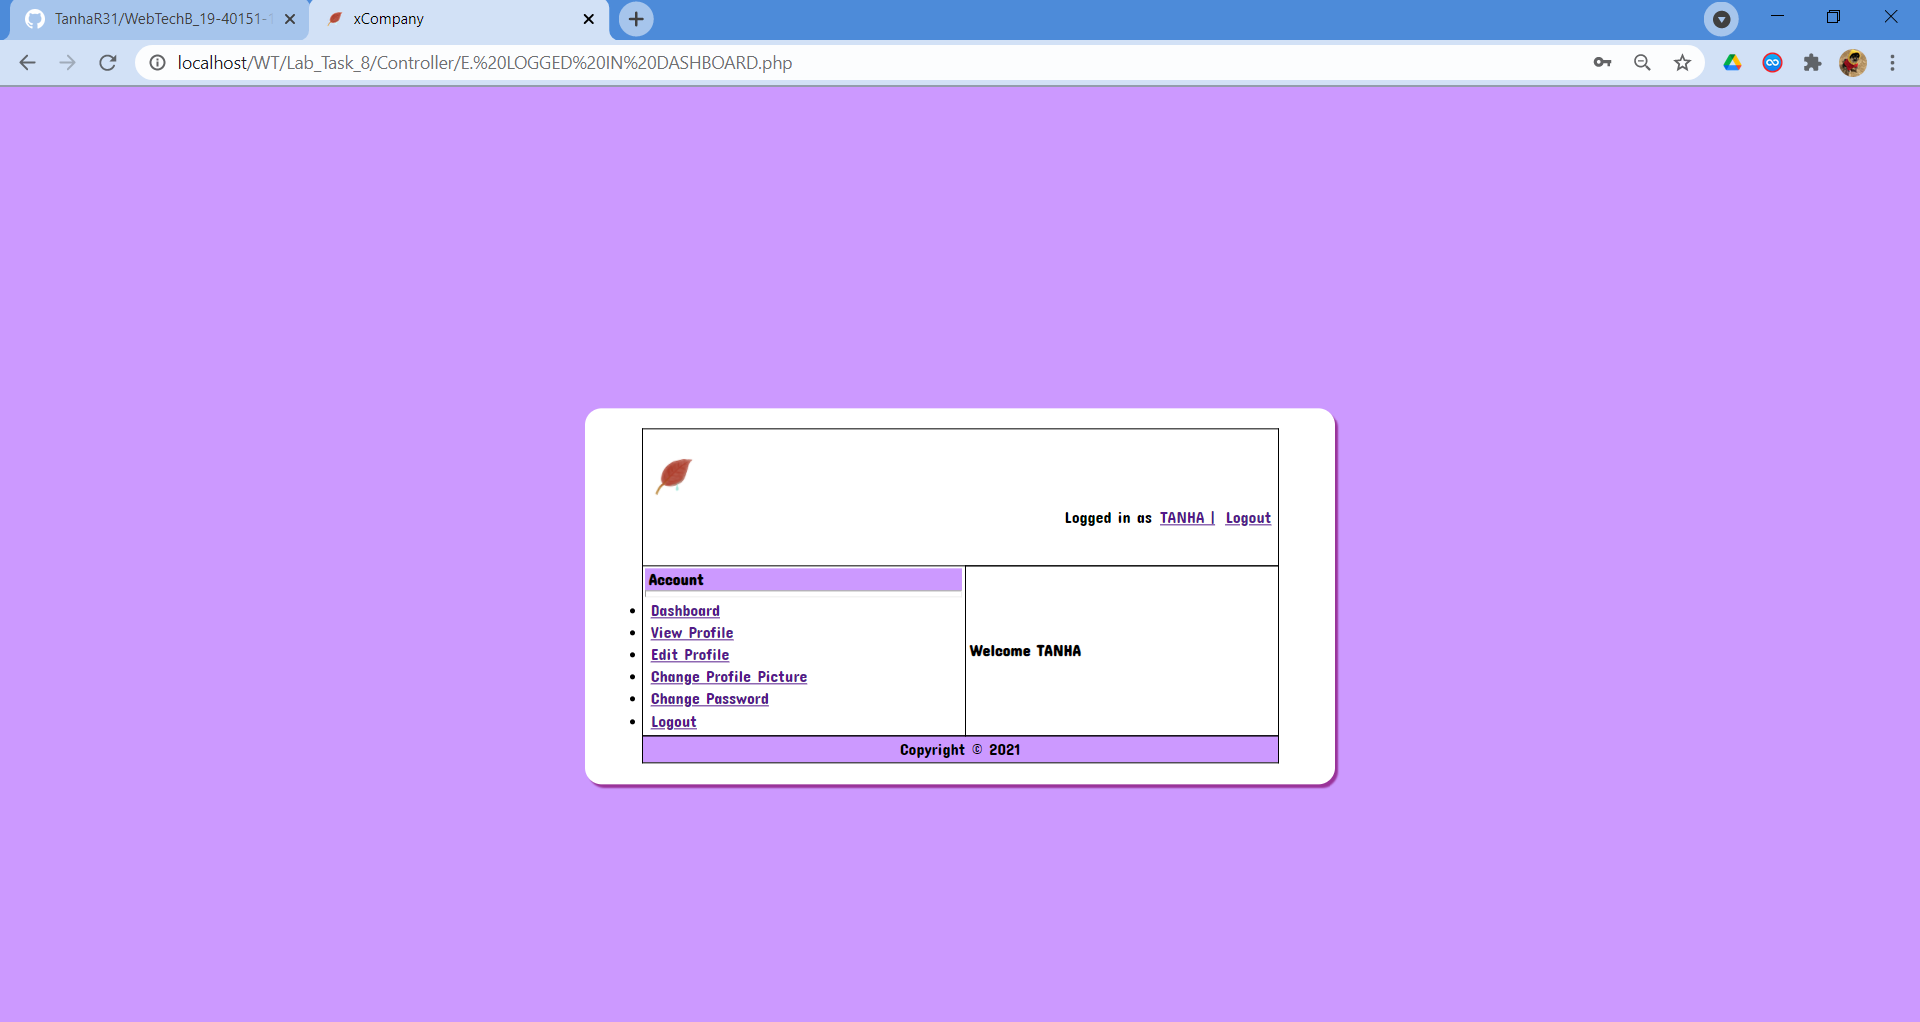 TanhaR31/WebTechB_19-40151-
xCompany
localhost/WT/Lab_Task_8/Controller/E.%20LOGGED%20IN%20DASHBOARD.php
Logged in as TANHA | Logout
Account
Dashboard
View Profile
Edit Profile
Change Profile Picture
Change Password
Logout
Welcome TANHA
Copyright © 2021